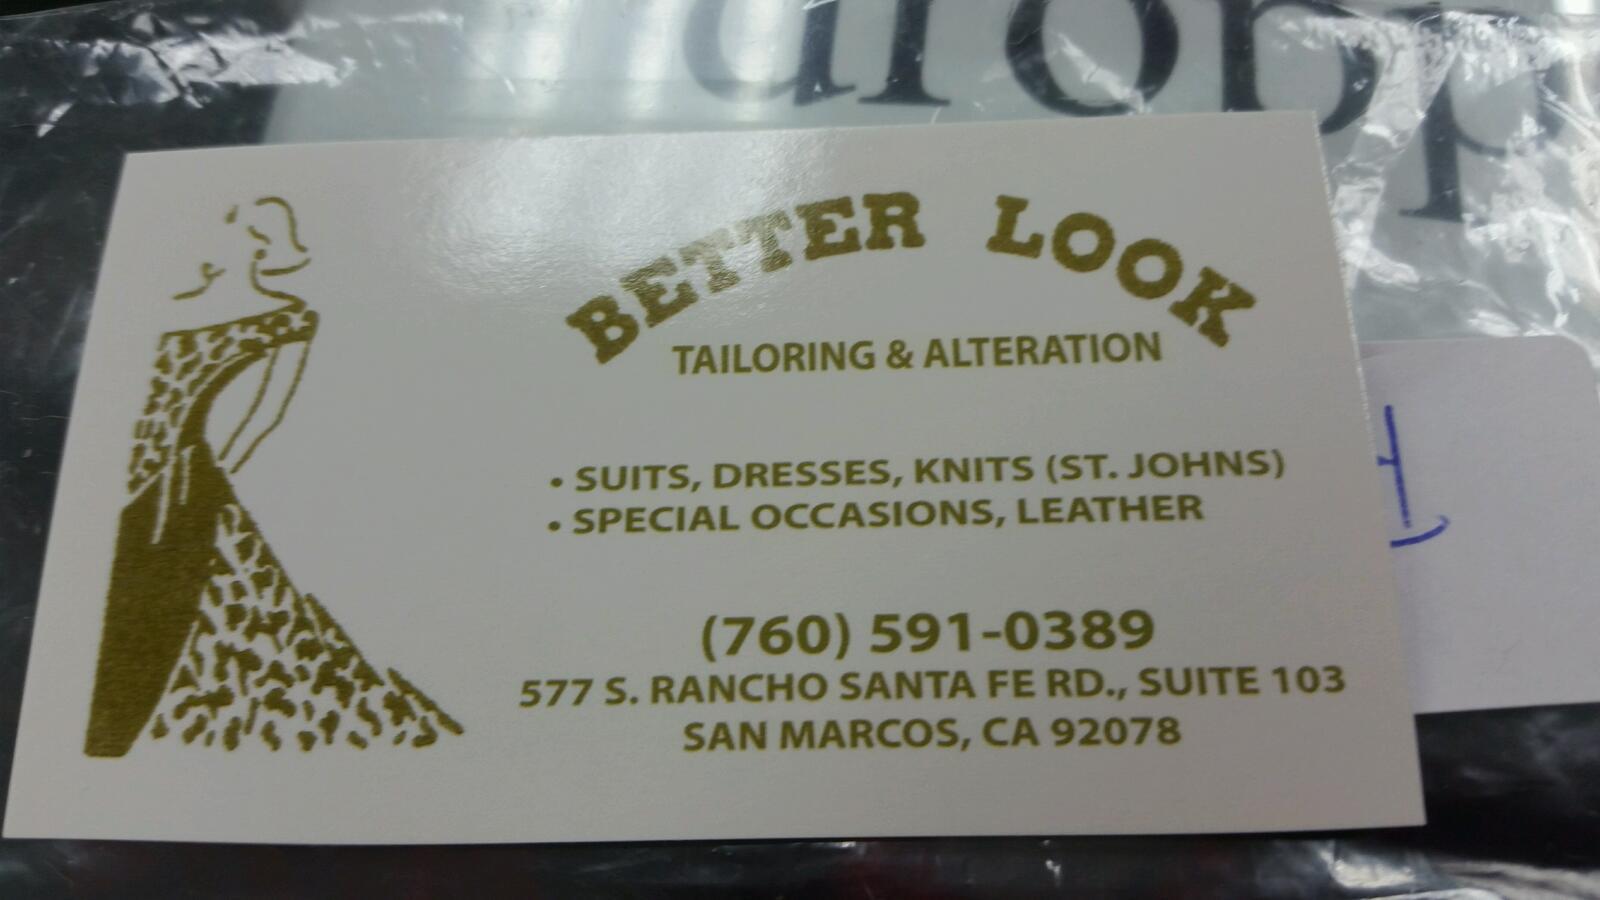 BETTER LOOK
TAILORING & ALTERATION
• SUITS, DRESSES, KNITS (ST. JOHNS)
• SPECIAL OCCASIONS, LEATHER
(760) 591-0389
577 S. RANCHO SANTA FE RD., SUITE 103
SAN MARCOS, CA 92078